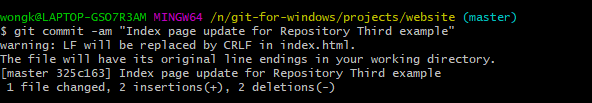 wongk@LAPTOP-GSO7R3AM MINGW64 /n/git-for-windows/projects/website (master)
$ git commit -am "Index page update for Repository Third example"
warning: LF will be replaced by CRLF in index.html.
The file will have its original line endings in your working directory.
[master 325c163] Index page update for Repository Third example
 1 file changed, 2 insertions(+), 2 deletions(-)